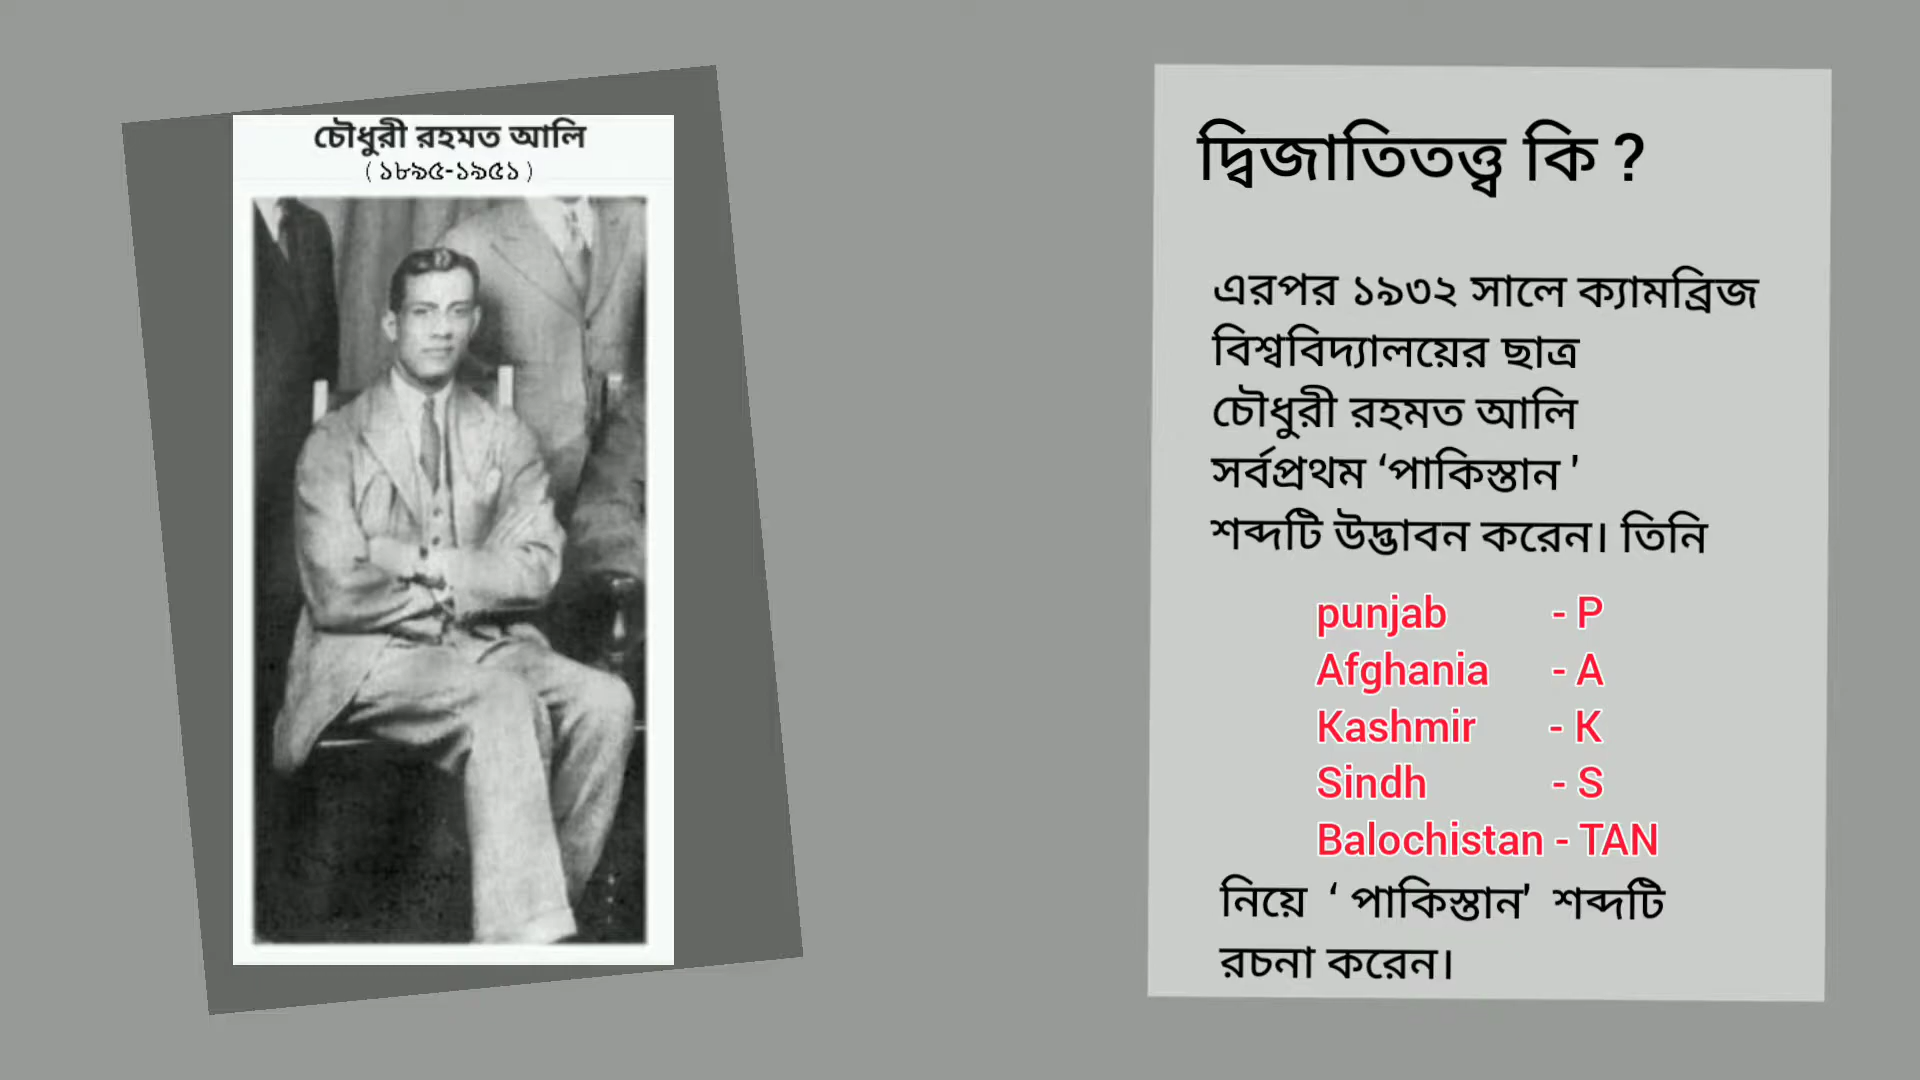 চৌধুরী রহমত আলি
(১৮৯৫-১৯৫১)
দ্বিজাতিতত্ত্ব কি ?
এরপর ১৯৩২ সালে ক্যামব্রিজ
বিশ্ববিদ্যালয়ের ছাত্র
চৌধুরী রহমত আলি
সর্বপ্রথম ‘পাকিস্তান ’
শব্দটি উদ্ভাবন করেন। তিনি
punjab - P
Afghania - A
Kashmir - K
Sindh - S
Balochistan - TAN
নিয়ে ‘ পাকিস্তান’ শব্দটি
রচনা করেন।